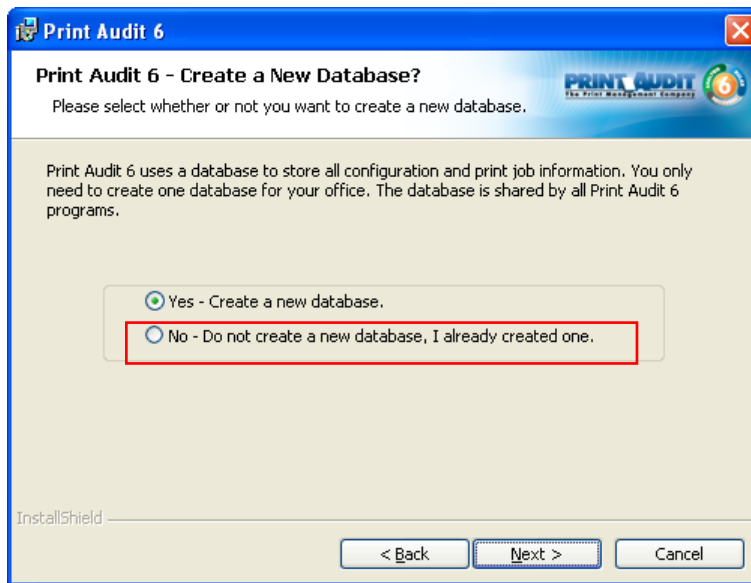 Print Audit 6
Print Audit 6 - Create a New Database?
Please select whether or not you want to create a new database.
PRINT AUDIT 6
The Print Management Company
Print Audit 6 uses a database to store all configuration and print job information. You only
need to create one database for your office. The database is shared by all Print Audit 6
programs.
Yes - Create a new database.
No - Do not create a new database, I already created one.
InstallShield
< Back
Next >
Cancel